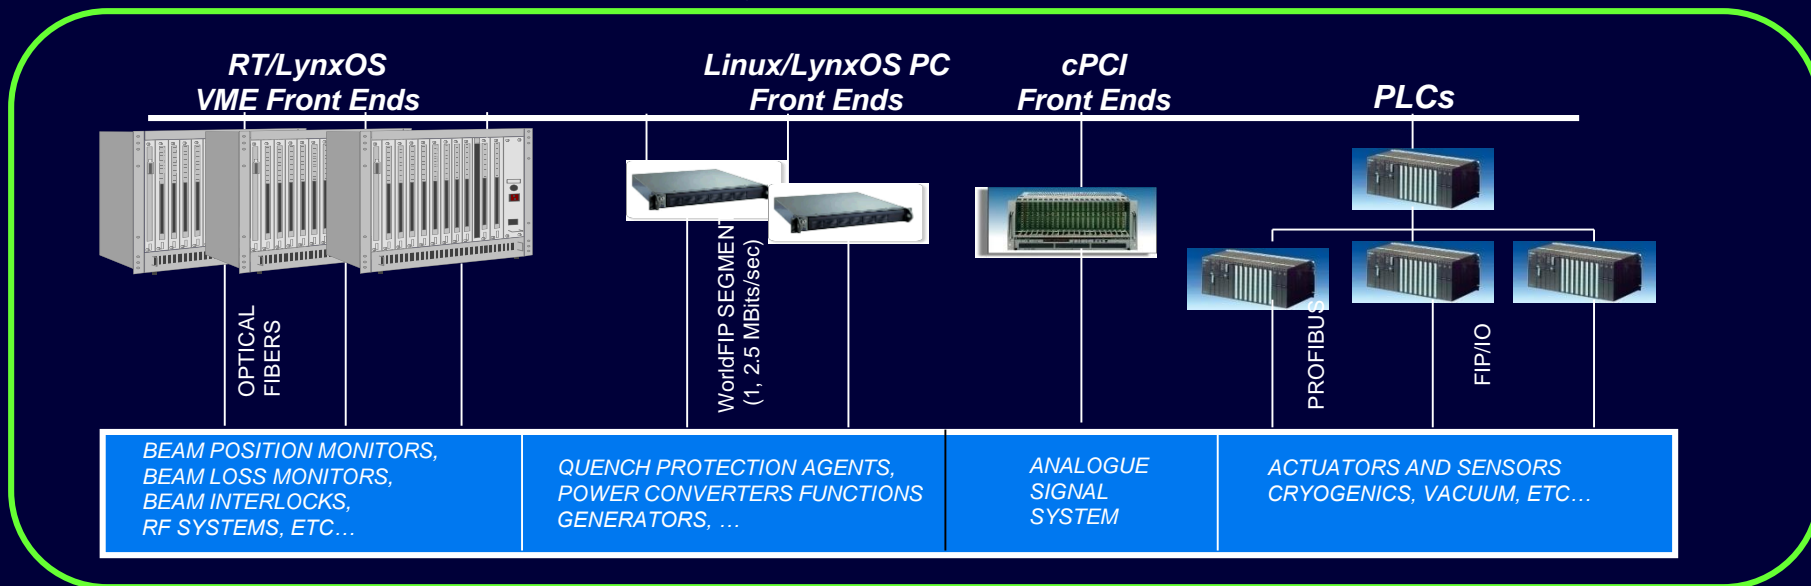 RT/LynxOS
VME Front Ends
Linux/LynxOS PC
Front Ends
cPCI
Front Ends
PLCs
OPTICAL
FIBERS
WorldFIP SEGMENT
(1, 2.5 MBits/sec)
PROFIBUS
FIP/IO
BEAM POSITION MONITORS,
BEAM LOSS MONITORS,
BEAM INTERLOCKS,
RF SYSTEMS, ETC…
QUENCH PROTECTION AGENTS,
POWER CONVERTERS FUNCTIONS
GENERATORS, …
ANALOGUE
SIGNAL
SYSTEM
ACTUATORS AND SENSORS
CRYOGENICS, VACUUM, ETC…